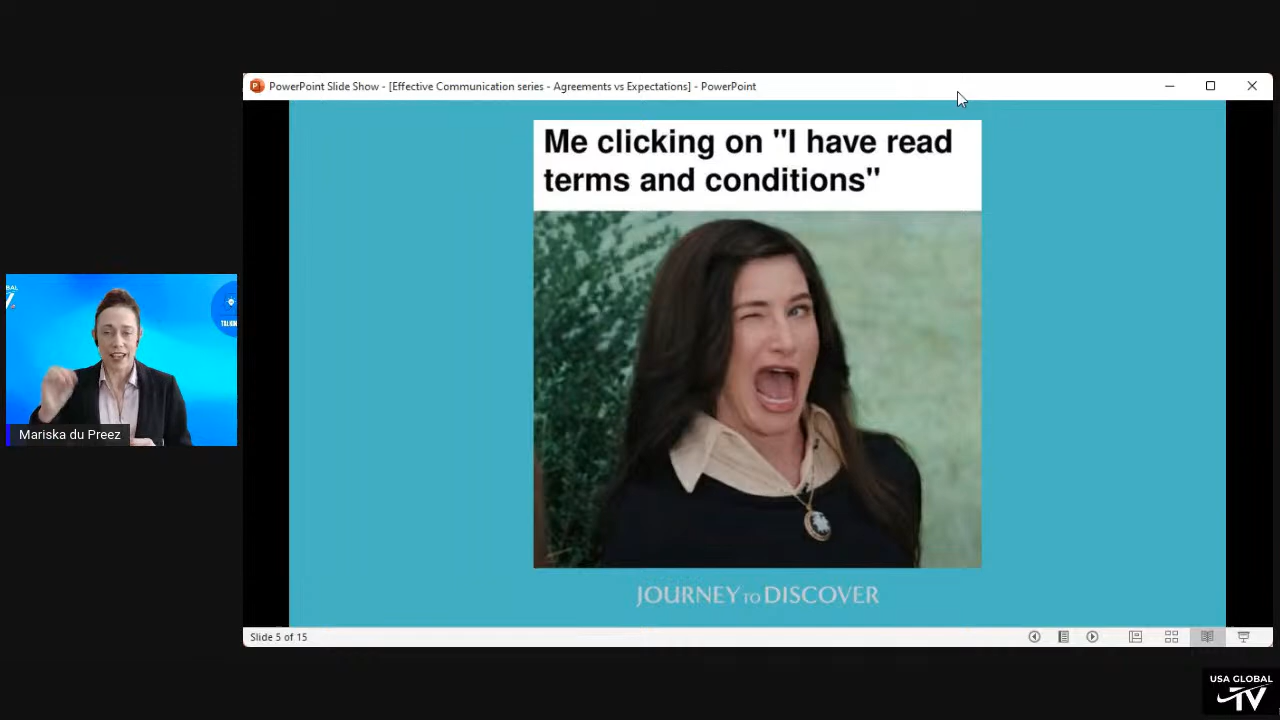 PowerPoint Slide Show - [Effective Communication series - Agreements vs Expectations] - PowerPoint
Me clicking on "I have read
terms and conditions"
Mariska du Preez
JOURNEY TO DISCOVER
Slide 5 of 15
USA GLOBAL
TV